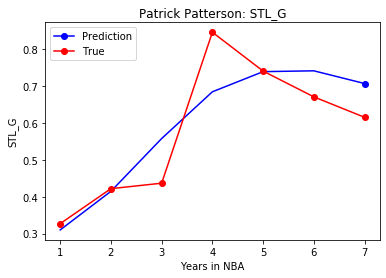 Patrick Patterson: STL_G
Prediction
True
STL_G
0.8
0.7
0.6
0.5
0.4
0.3
1 2 3 4 5 6 7
Years in NBA